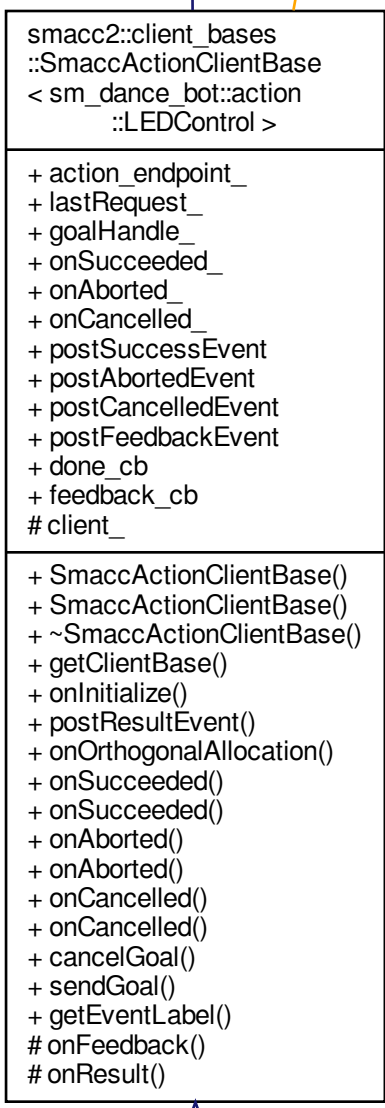 smacc2::client_bases
::SmaccActionClientBase
< sm_dance_bot::action
::LEDControl >
+ action_endpoint_
+ lastRequest_
+ goalHandle_
+ onSucceeded_
+ onAborted_
+ onCancelled_
+ postSuccessEvent
+ postAbortedEvent
+ postCancelledEvent
+ postFeedbackEvent
+ done_cb
+ feedback_cb
# client_
+ SmaccActionClientBase()
+ SmaccActionClientBase()
+ ~SmaccActionClientBase()
+ getClientBase()
+ onInitialize()
+ postResultEvent()
+ onOrthogonalAllocation()
+ onSucceeded()
+ onSucceeded()
+ onAborted()
+ onAborted()
+ onCancelled()
+ onCancelled()
+ cancelGoal()
+ sendGoal()
+ getEventLabel()
# onFeedback()
# onResult()